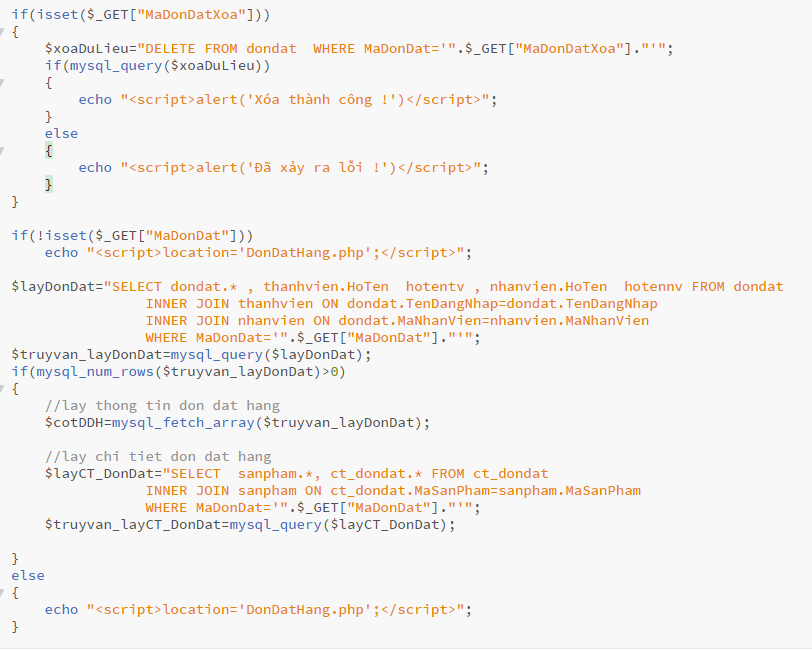 if(isset($_GET["MaDonDatXoa"]))
{
    $xoaDuLieu="DELETE FROM dondat  WHERE MaDonDat='".$_GET["MaDonDatXoa"]."'";
    if(mysql_query($xoaDuLieu))
    {
        echo "<script>alert('Xóa thành công !')</script>";
    }
    else
    {
        echo "<script>alert('Đã xảy ra lỗi !')</script>";
    }
}

if(!isset($_GET["MaDonDat"]))
    echo "<script>location='DonDatHang.php';</script>";

$layDonDat="SELECT dondat.* , thanhvien.HoTen  hotentv , nhanvien.HoTen  hotennv FROM dondat
                INNER JOIN thanhvien ON dondat.TenDangNhap=dondat.TenDangNhap
                INNER JOIN nhanvien ON dondat.MaNhanVien=nhanvien.MaNhanVien
                WHERE MaDonDat='".$_GET["MaDonDat"]."'";
$truyvan_layDonDat=mysql_query($layDonDat);
if(mysql_num_rows($truyvan_layDonDat)>0)
{
    //lay thong tin don dat hang
    $cotDDH=mysql_fetch_array($truyvan_layDonDat);

    //lay chi tiet don dat hang
    $layCT_DonDat="SELECT  sanpham.*, ct_dondat.* FROM ct_dondat
                INNER JOIN sanpham ON ct_dondat.MaSanPham=sanpham.MaSanPham
                WHERE MaDonDat='".$_GET["MaDonDat"]."'";
    $truyvan_layCT_DonDat=mysql_query($layCT_DonDat);

}
else
{
    echo "<script>location='DonDatHang.php';</script>";
}